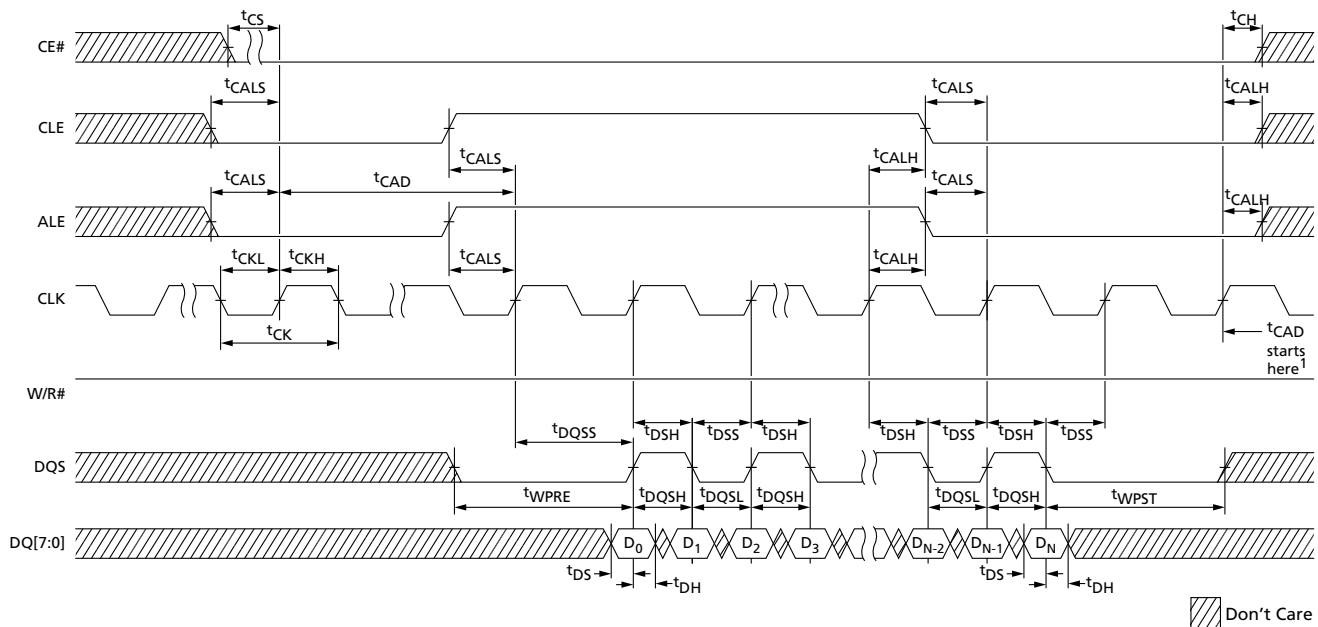 tCS
tCH
CE#
tCALS
tCALS
tCALH
CLE
tCALS
tCALH
tCALS
tCAD
tCALS
tCALH
ALE
tCKL
tCKH
tCALS
tCALH
CLK
tCK
tCAD
starts
here1
W/R#
tDQSS
tDSH
tDSS
tDSH
tDSH
tDSS
tDSH
tDSS
DQS
tWPRE
tDQSH
tDQSL
tDQSH
tDQSL
tDQSH
tWPST
DQ[7:0]
D0
D1
D2
D3
DN-2
DN-1
DN
tDS
tDH
tDS
tDH
Don't Care